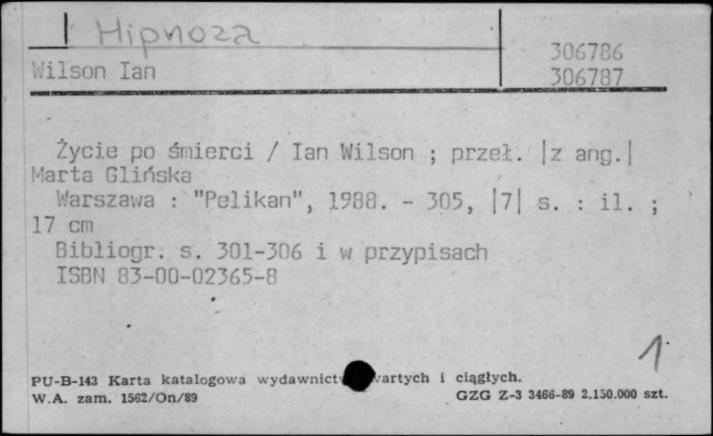 Hipnoza
306786
Wilson Ian
306787
Życie po śmierci / Ian Wilson ; przeł. |z ang.|
Marta Glińska
Warszawa : "Pelikan", 1988. - 305, |7| s. : il. ;
17 cm
Bibliogr. s. 301-306 i w przypisach
ISBN 83-00-02365-8
1
PU-B-143 Karta katalogowa wydawnict wartych i ciągłych.
W.A. zam. 1562/On/89
GZG Z-3 3466-89 2.150.000 szt.